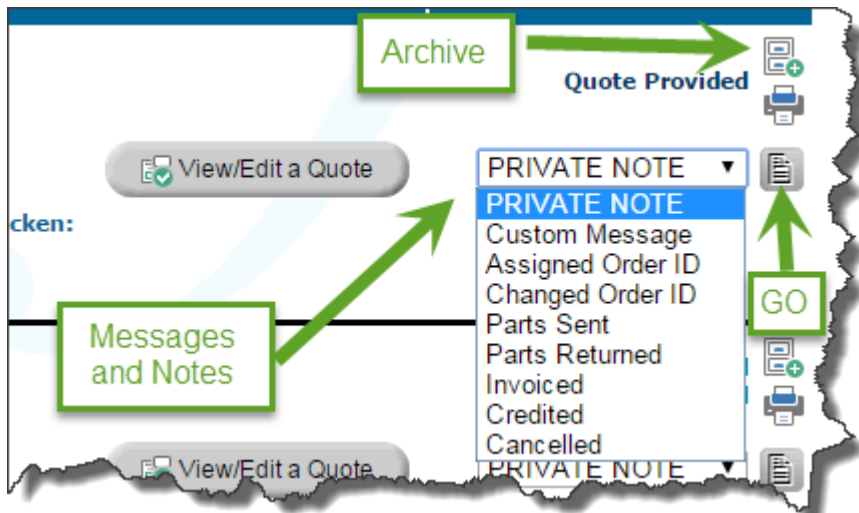 Archive
Quote Provided
View/Edit a Quote
PRIVATE NOTE
PRIVATE NOTE
Custom Message
Assigned Order ID
Changed Order ID
Parts Sent
Parts Returned
Invoiced
Credited
Cancelled
cken:
GO
Messages
and Notes
View/Edit a Quote
PRIVATE NOTE